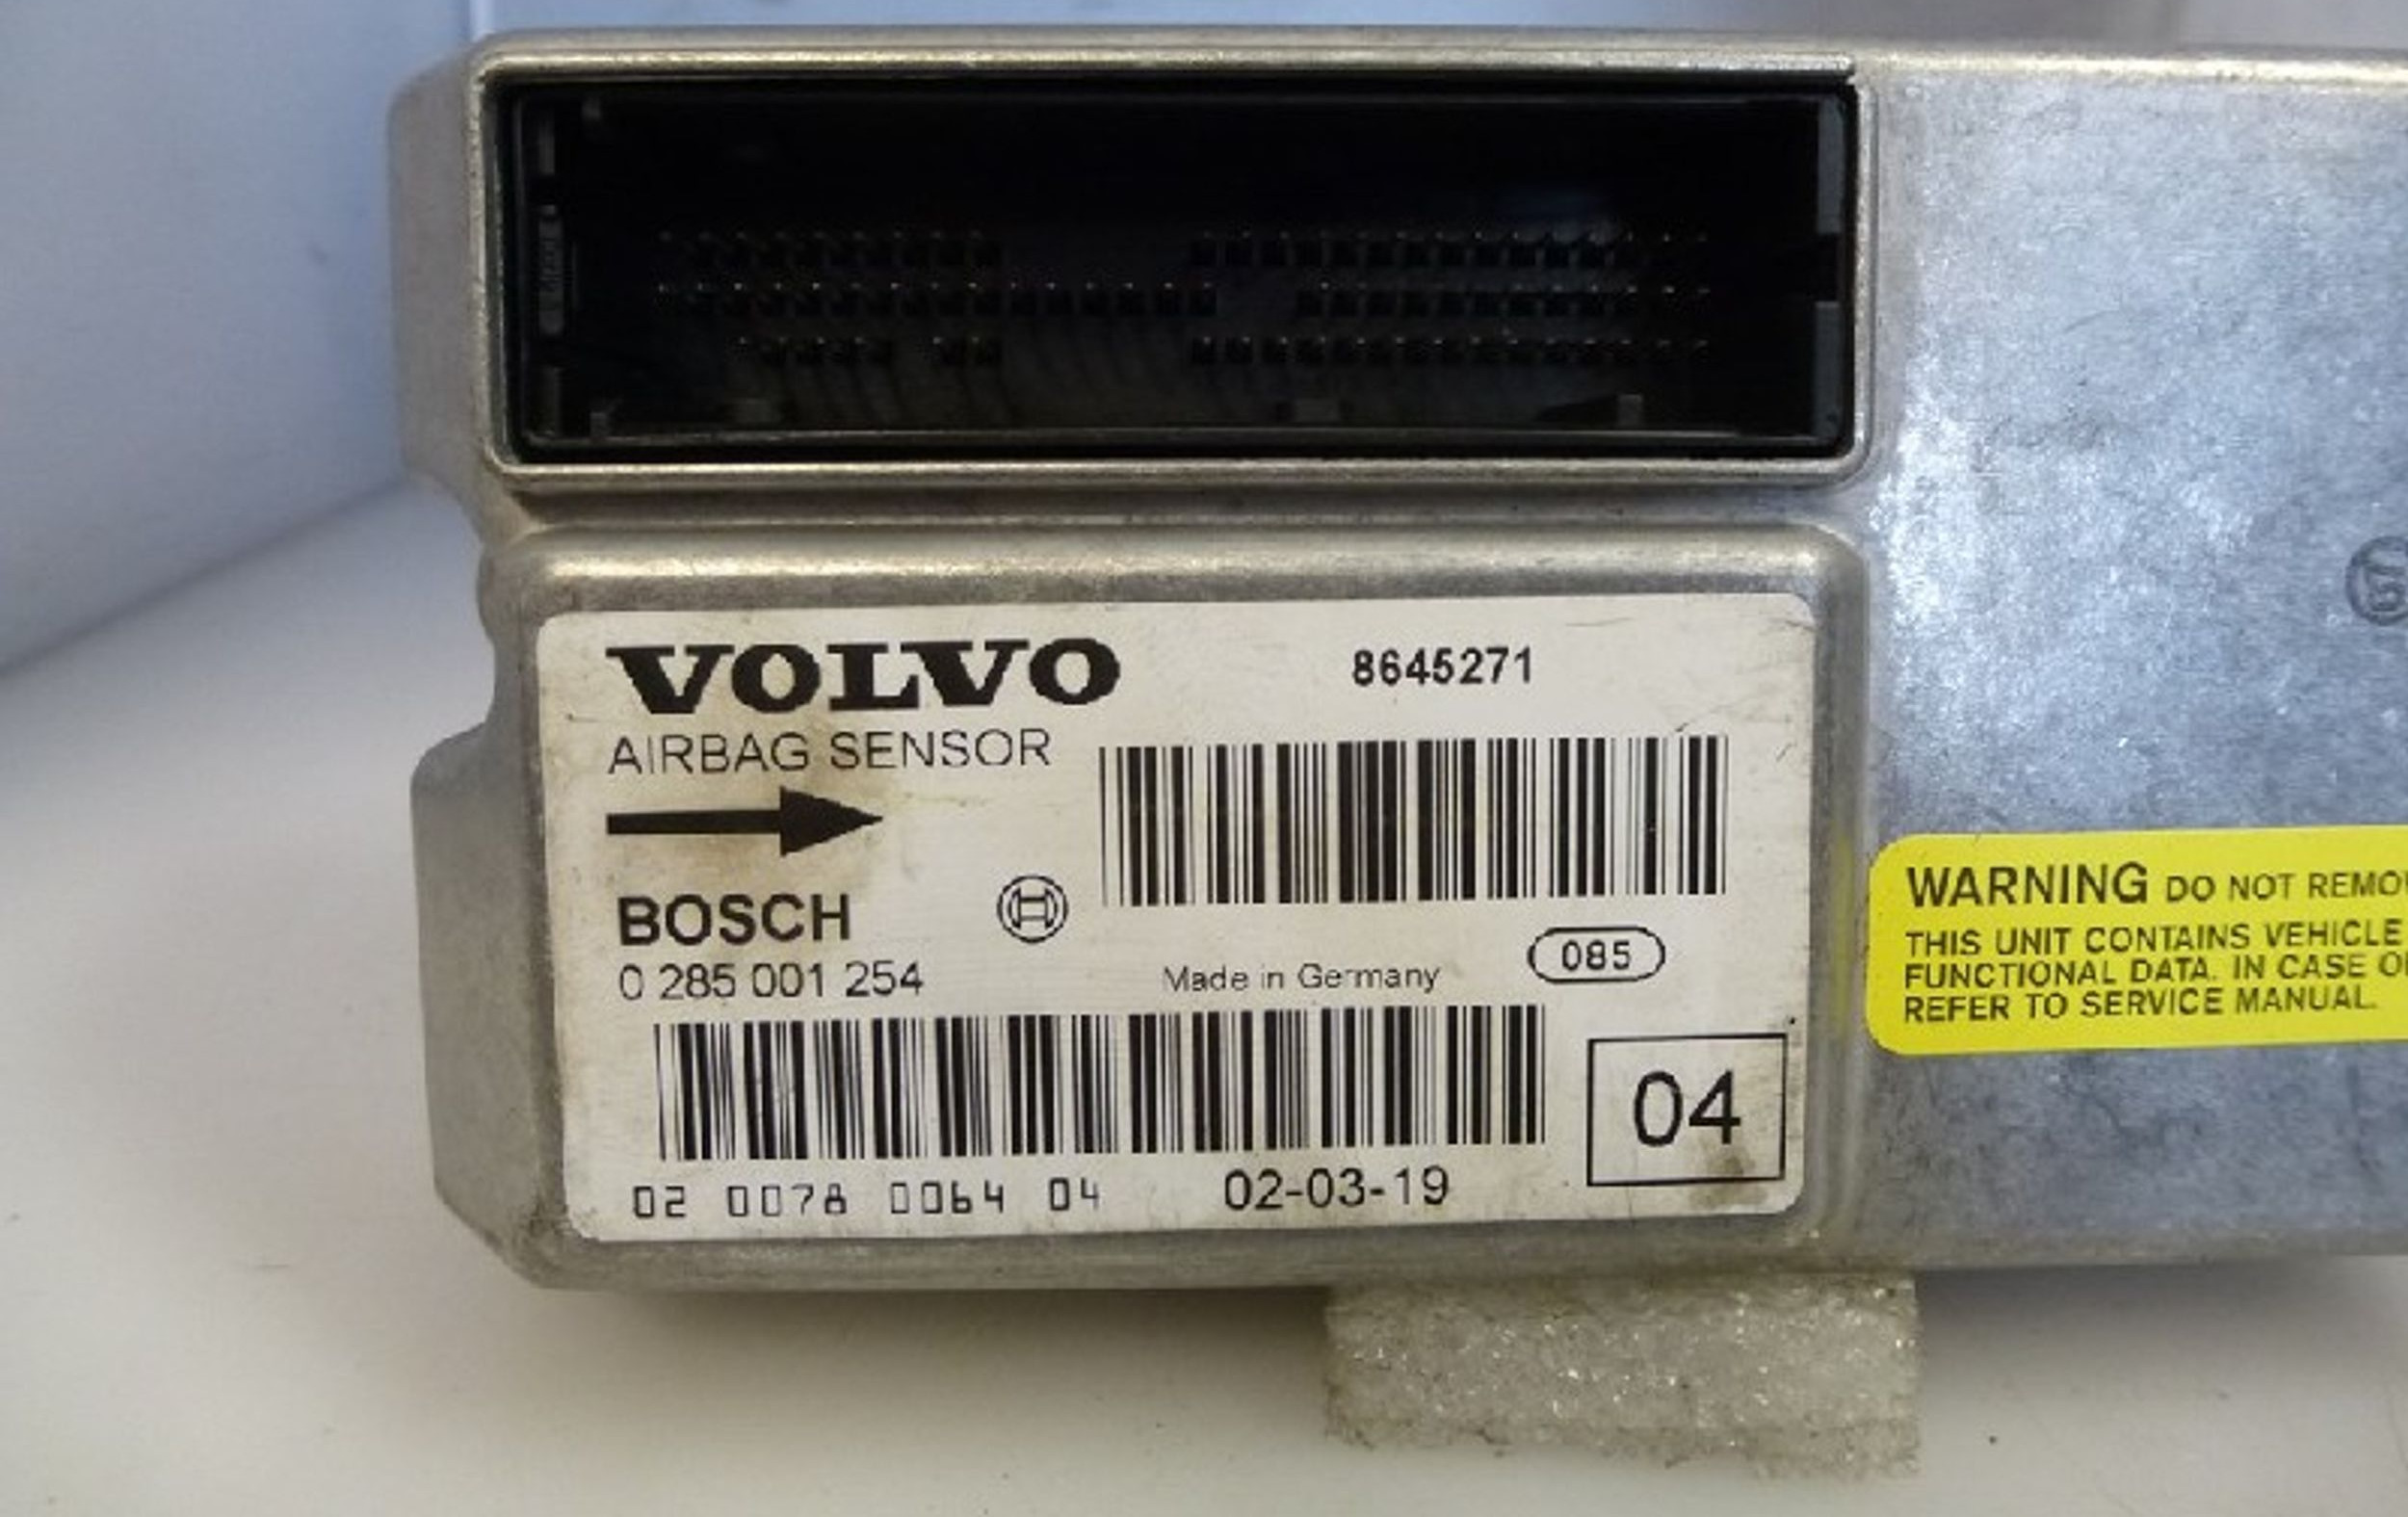 VOLVO
8645271
AIRBAG SENSOR
BOSCH
085
0 285 001 254
Made in Germany
04
02 0078 0064 04
02-03-19
WARNING DO NOT
THIS UNIT CONTAINS VEHICLE
FUNCTIONAL DATA. IN CASE
REFER TO SERVICE MANUAL.